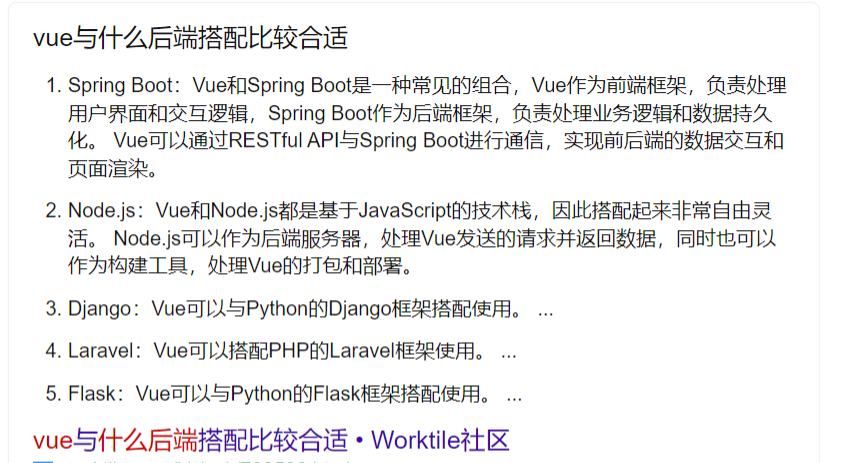 vue与什么后端搭配比较合适
1. Spring Boot：Vue和Spring Boot是一种常见的组合，Vue作为前端框架，负责处理
用户界面和交互逻辑，Spring Boot作为后端框架，负责处理业务逻辑和数据持久
化。 Vue可以通过RESTful API与Spring Boot进行通信，实现前后端的数据交互和
页面渲染。
2. Node.js：Vue和Node.js都是基于JavaScript的技术栈，因此搭配起来非常自由灵
活。 Node.js可以作为后端服务器，处理Vue发送的请求并返回数据，同时也可以
作为构建工具，处理Vue的打包和部署。
3. Django：Vue可以与Python的Django框架搭配使用。 ...
4. Laravel：Vue可以搭配PHP的Laravel框架使用。 ...
5. Flask：Vue可以与Python的Flask框架搭配使用。 ...
vue与什么后端搭配比较合适 • Worktile社区